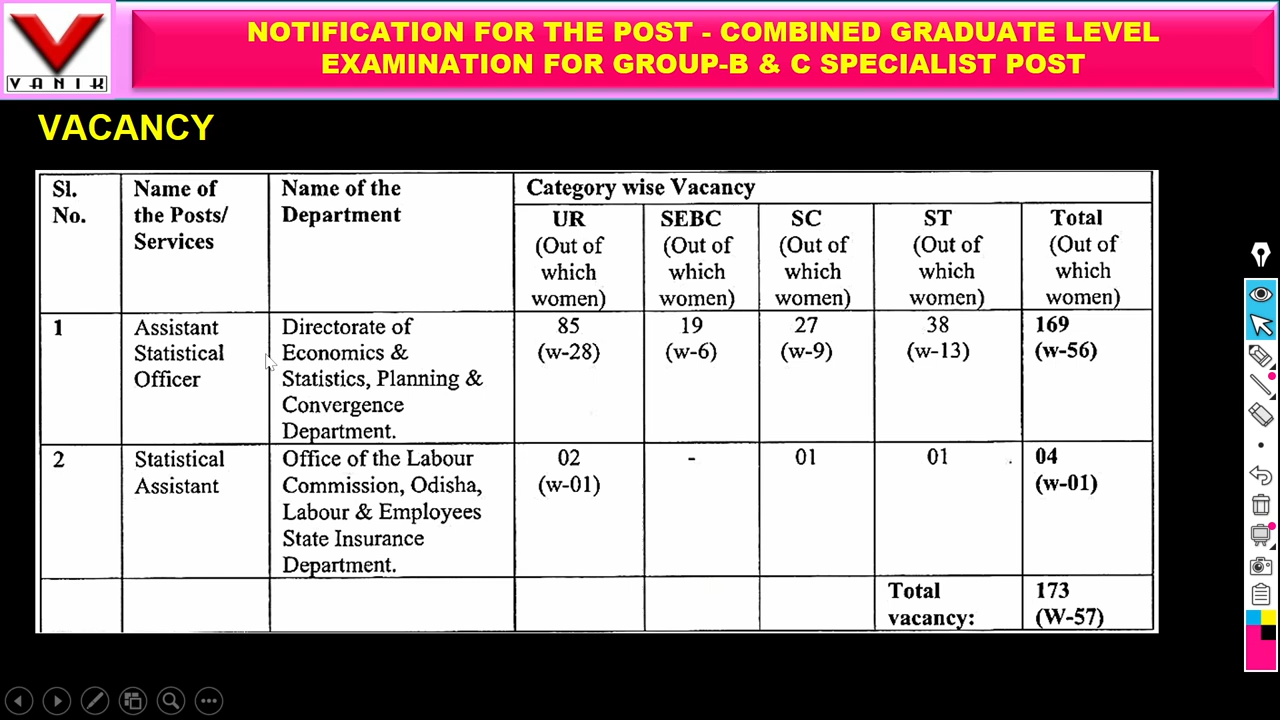 VANIK
NOTIFICATION FOR THE POST - COMBINED GRADUATE LEVEL
EXAMINATION FOR GROUP-B & C SPECIALIST POST
VACANCY
Sl.
No.
Name of
the Posts/
Services
Name of the
Department
Category wise Vacancy
UR
(Out of
which
women)
SEBC
(Out of
which
women)
SC
(Out of
which
women)
ST
(Out of
which
women)
Total
(Out of
which
women)
1
Assistant
Statistical
Officer
Directorate of
Economics &
Statistics, Planning &
Convergence
Department.
85
(w-28)
19
(w-6)
27
(w-9)
38
(w-13)
169
(w-56)
2
Statistical
Assistant
Office of the Labour
Commission, Odisha,
Labour & Employees
State Insurance
Department.
02
(w-01)
-
01
01
04
(w-01)
Total
vacancy:
173
(W-57)